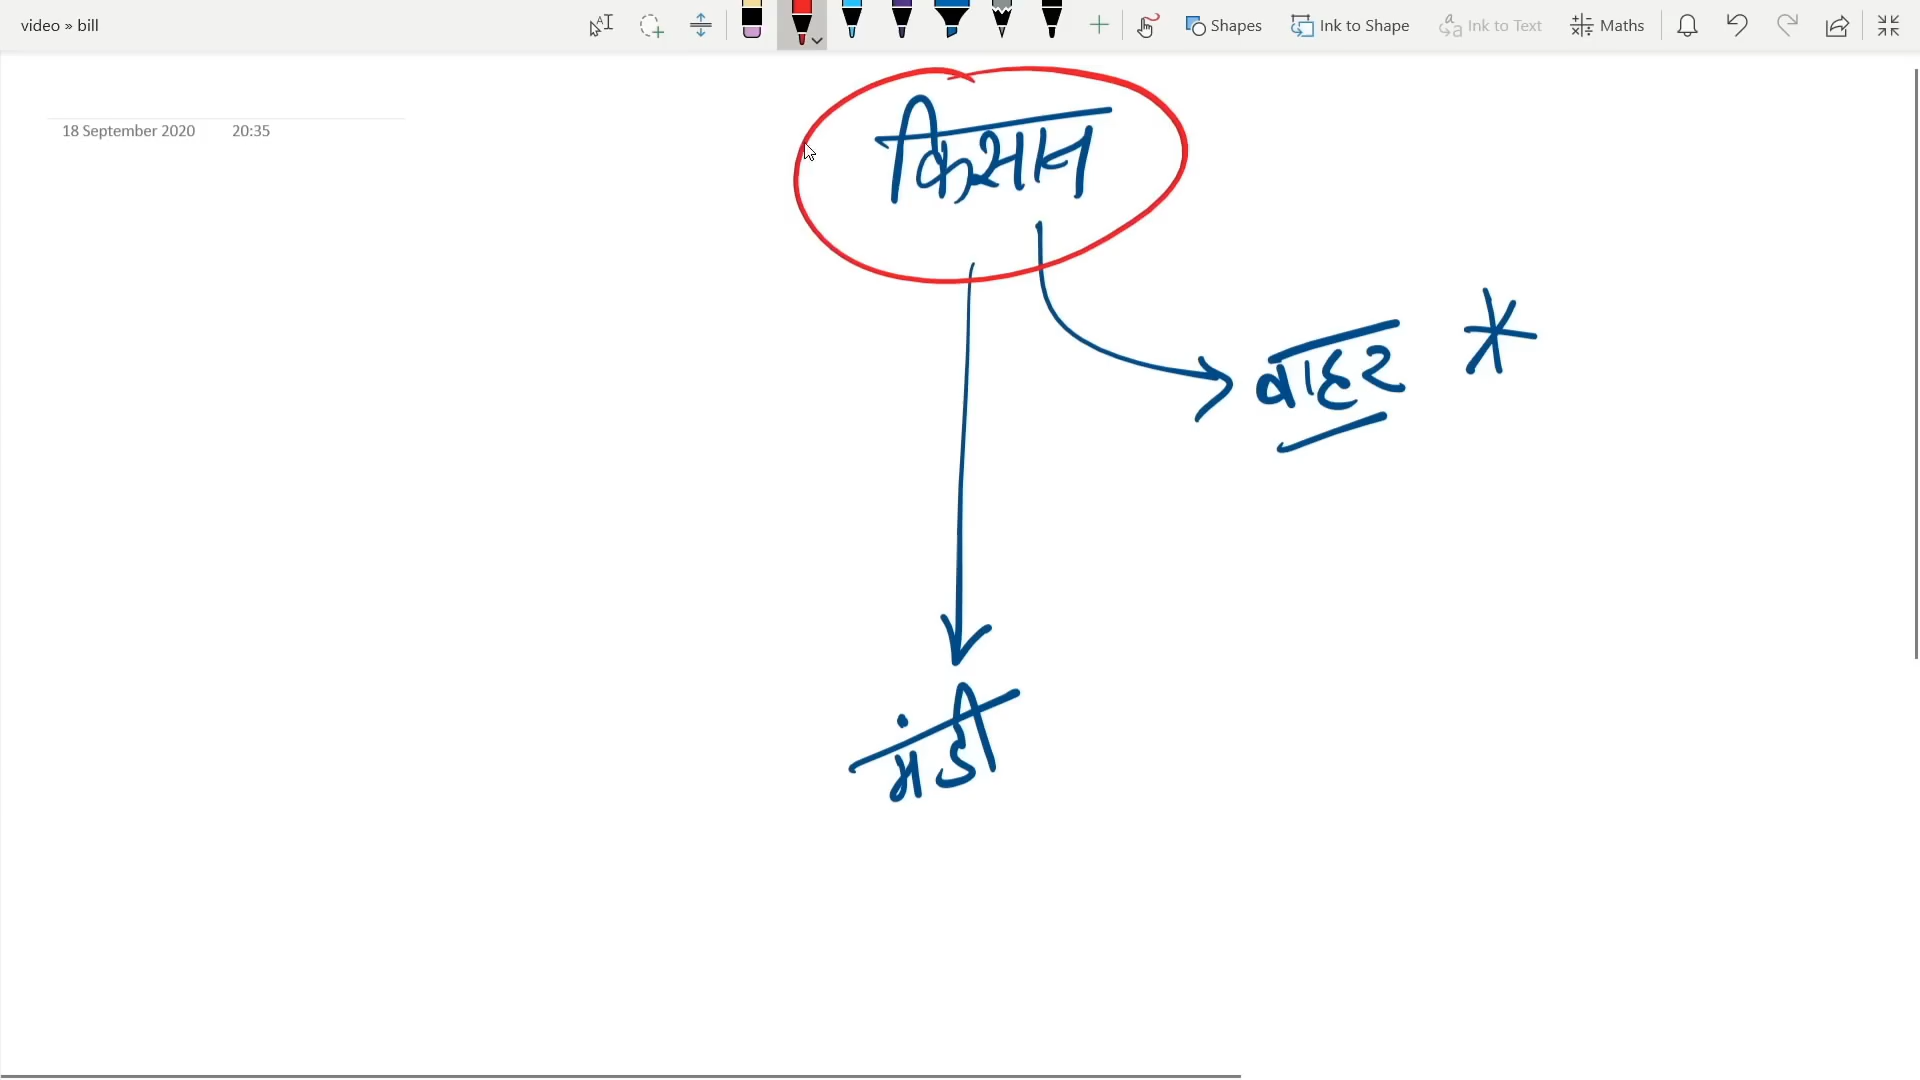 video » bill
Shapes
Ink to Shape
Ink to Text
Maths
18 September 2020 20:35
किसान
बाहर *
मंडी